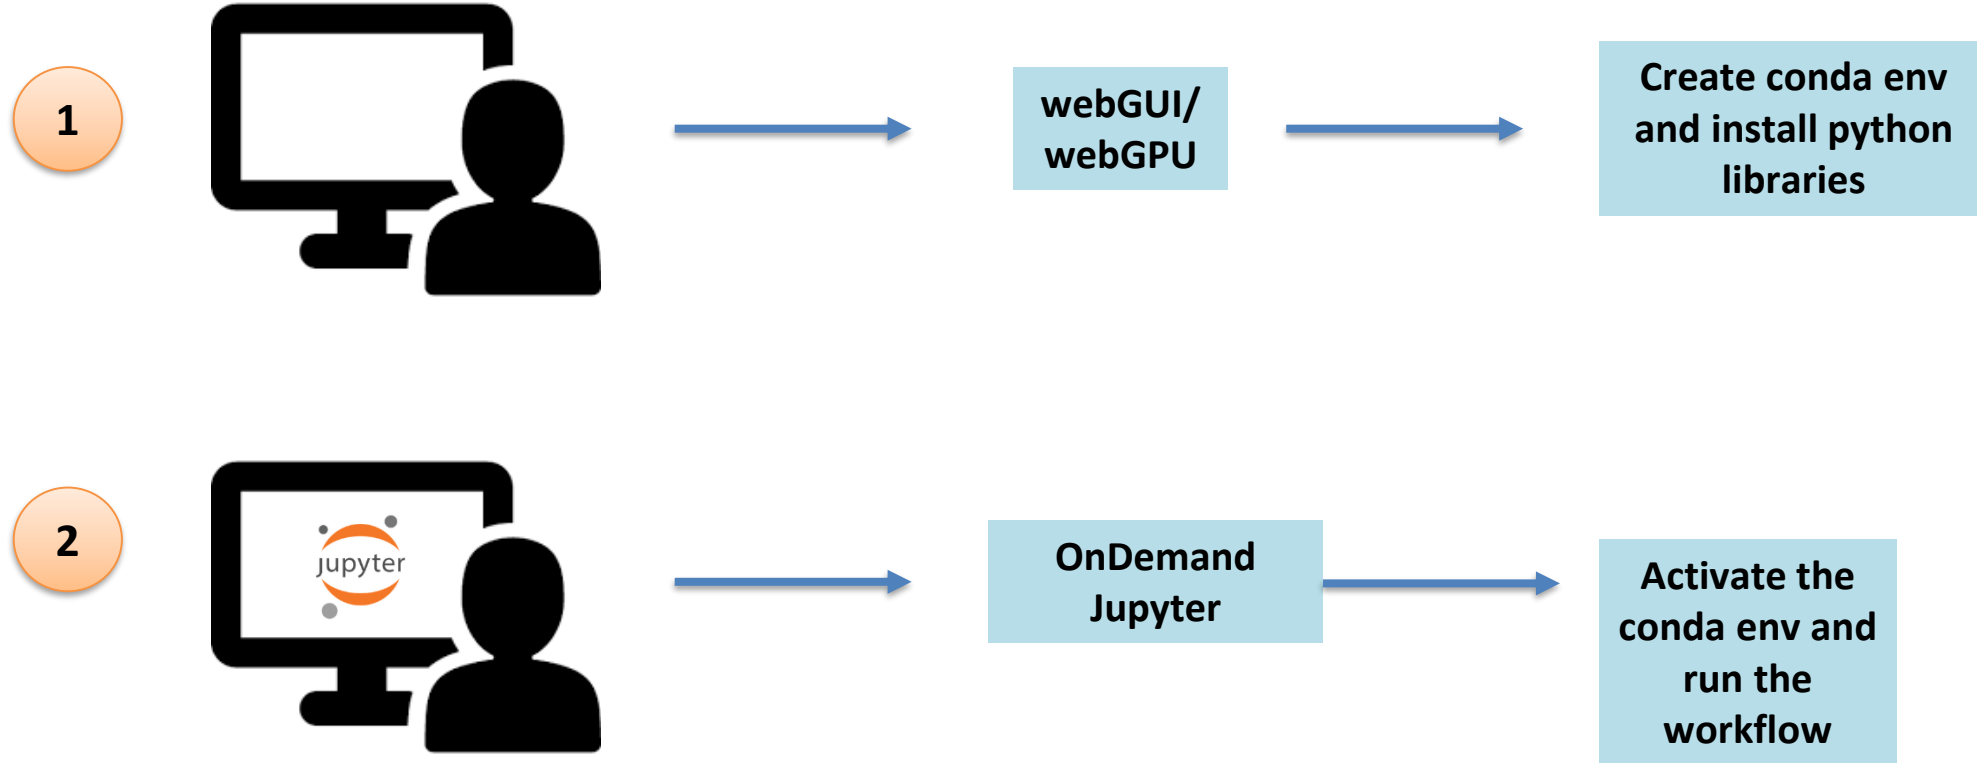 1
webGUI/
webGPU
Create conda env
and install python
libraries
2
jupyter
OnDemand
Jupyter
Activate the
conda env and
run the
workflow